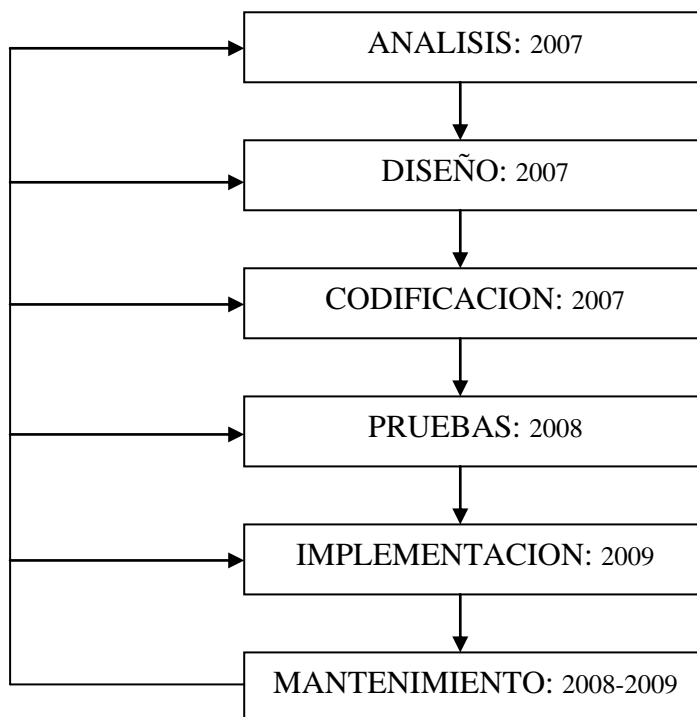 ANALISIS: 2007
DISEÑO: 2007
CODIFICACION: 2007
PRUEBAS: 2008
IMPLEMENTACION: 2009
MANTENIMIENTO: 2008-2009